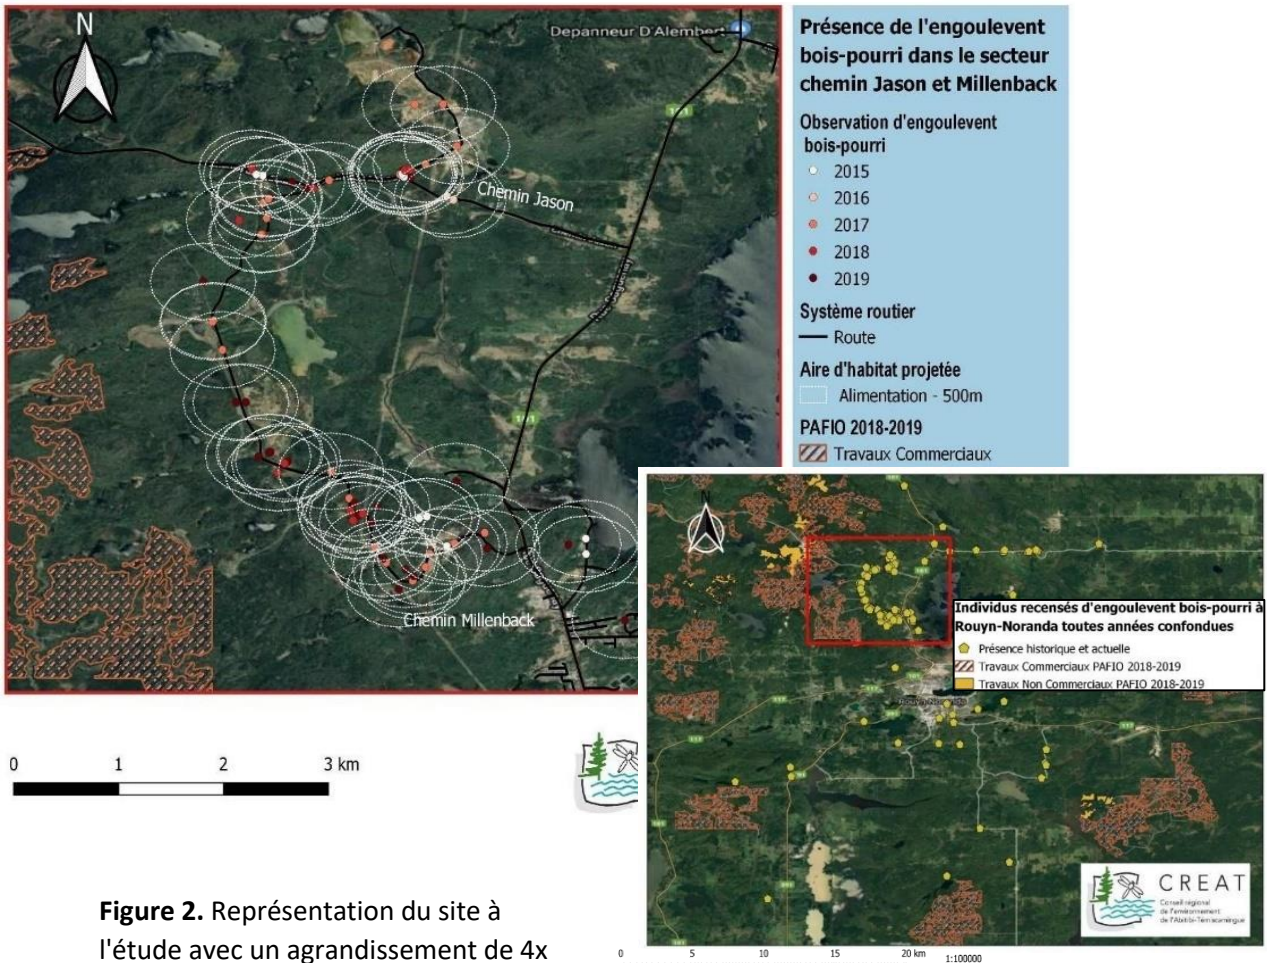 N
Depanneur D'Alembert
101
Chemin Jason
101
Chemin Millenback
Présence de l'engoulevent
bois-pourri dans le secteur
chemin Jason et Millenback
Observation d'engoulevent
bois-pourri
2015
2016
2017
2018
2019
Système routier
Route
Aire d'habitat projetée
Alimentation - 500m
PAFIO 2018-2019
Travaux Commerciaux
0 1 2 3 km
N
Individus recensés d'engoulevent bois-pourri à
Rouyn-Noranda toutes années confondues
Présence historique et actuelle
Travaux Commerciaux PAFIO 2018-2019
Travaux Non Commerciaux PAFIO 2018-2019
117
117
CREAT
Conseil régional
de l'environnement
de l'Abitibi-Témiscamingue
0 5 10 15 20 km 1:100000
Figure 2. Représentation du site à
l'étude avec un agrandissement de 4x